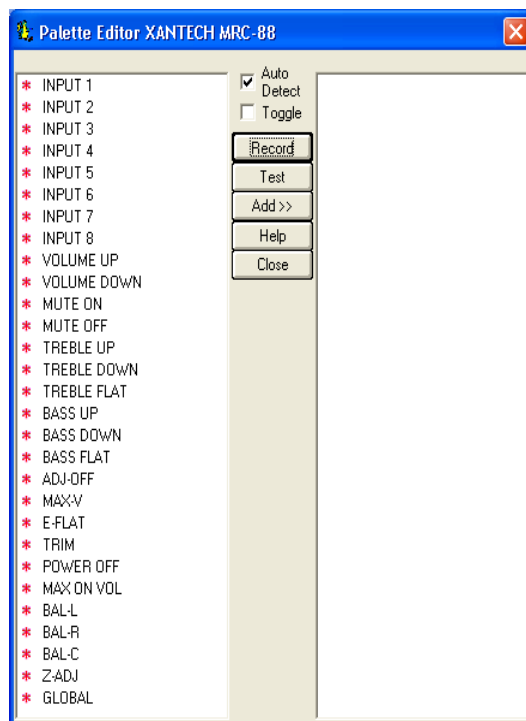 Palette Editor XANTECH MRC-88
INPUT 1
INPUT 2
INPUT 3
INPUT 4
INPUT 5
INPUT 6
INPUT 7
INPUT 8
VOLUME UP
VOLUME DOWN
MUTE ON
MUTE OFF
TREBLE UP
TREBLE DOWN
TREBLE FLAT
BASS UP
BASS DOWN
BASS FLAT
ADJ-OFF
MAX-V
E-FLAT
TRIM
POWER OFF
MAX ON VOL
BAL-L
BAL-R
BAL-C
Z-ADJ
GLOBAL
Auto
Detect
Toggle
Record
Test
Add >>
Help
Close